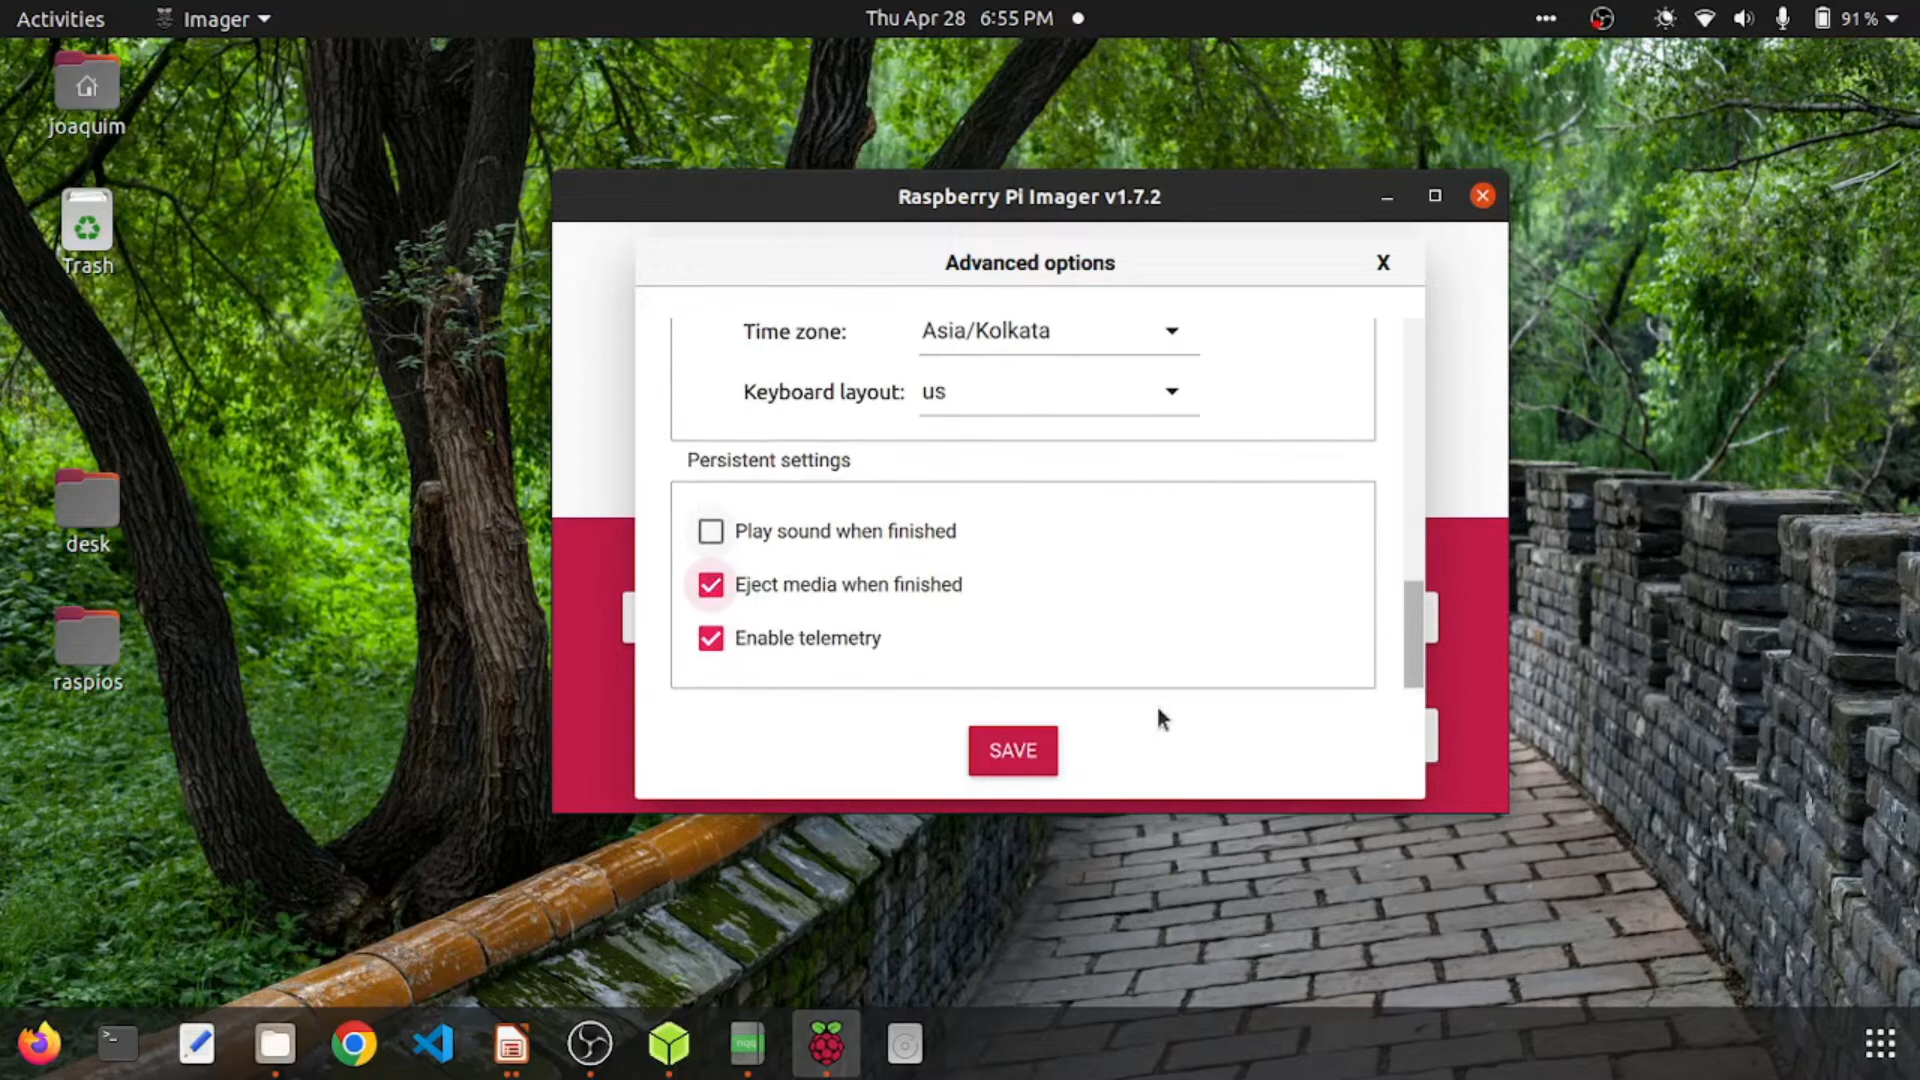 Activities
Imager
Thu Apr 28 6:55 PM
91 %
joaquim
Trash
desk
raspios
Raspberry Pi Imager v1.7.2
Advanced options
X
Time zone: Asia/Kolkata
Keyboard layout: us
Persistent settings
Play sound when finished
Eject media when finished
Enable telemetry
SAVE
nqq